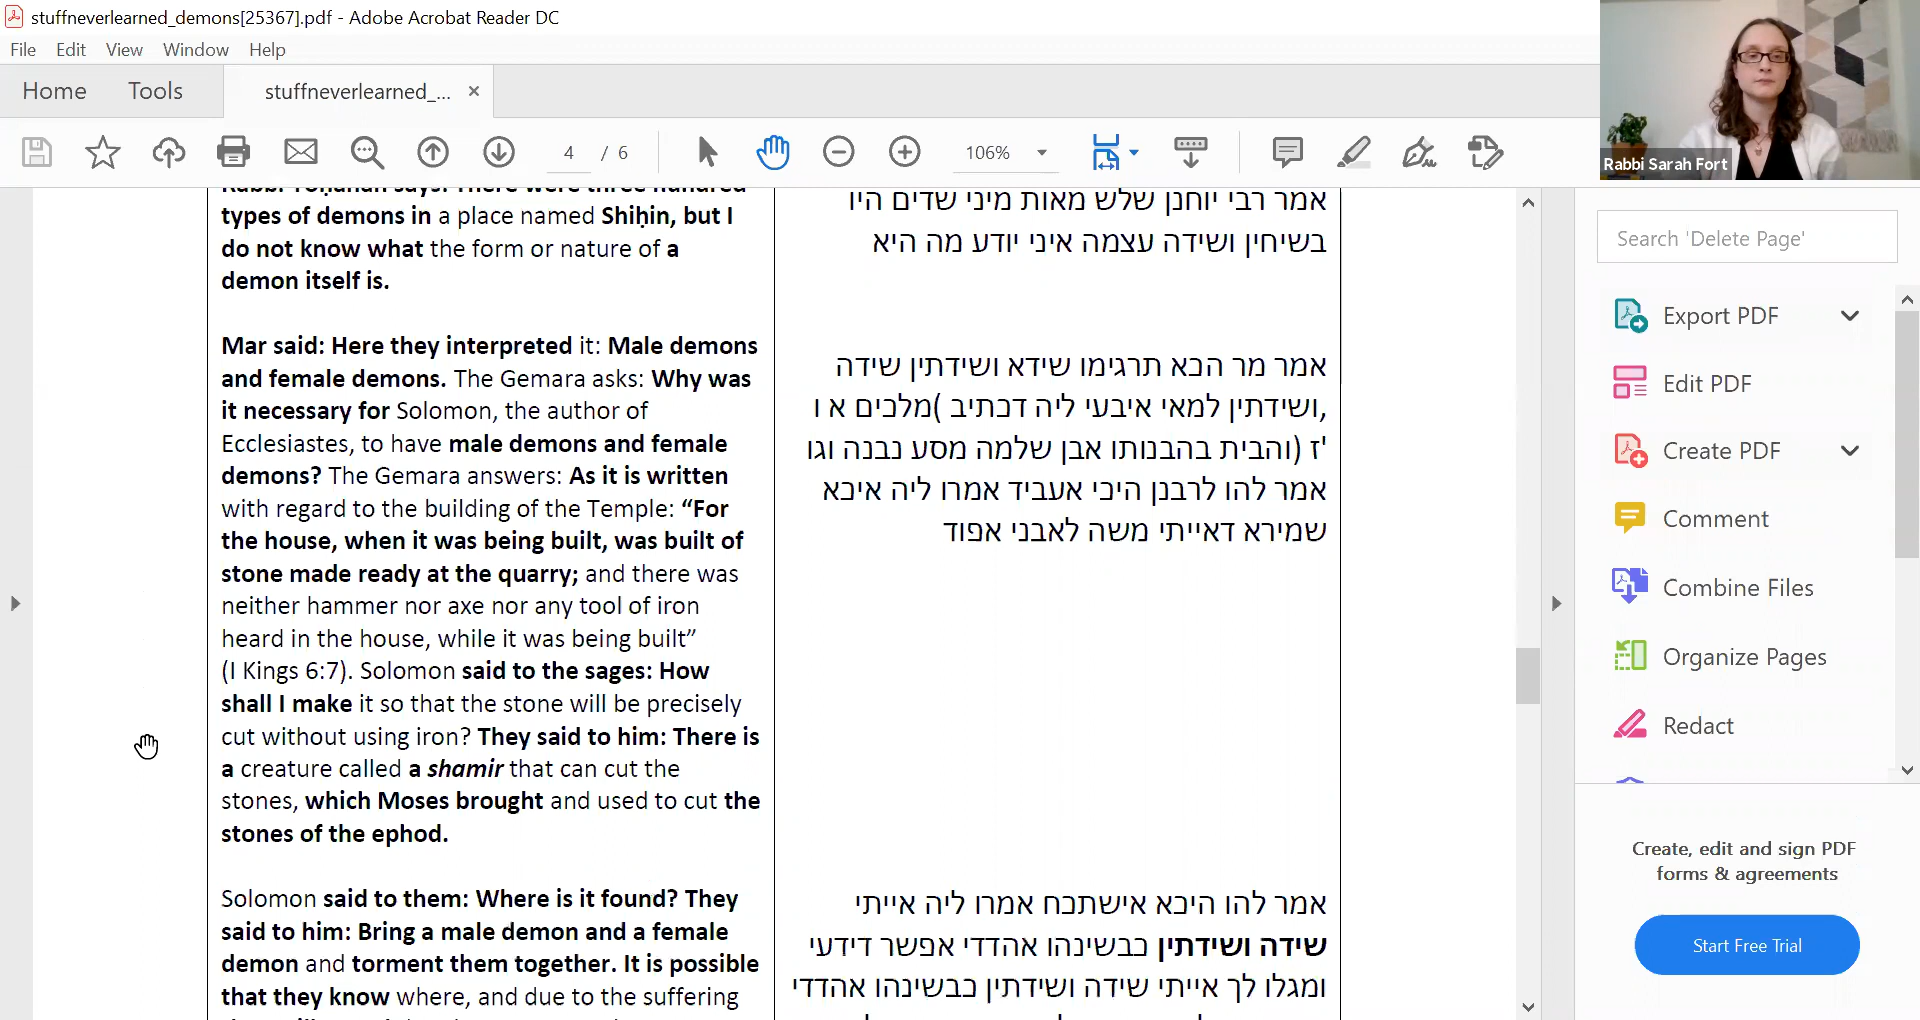 stuffneverlearned_demons[25367].pdf - Adobe Acrobat Reader DC
File Edit View Window Help
Home Tools stuffneverlearned_... ×
4 / 6 106%
Rabbi Sarah Fort
Rabbi Yoḥanan says: There were three hundred
types of demons in a place named Shiḥin, but I
do not know what the form or nature of a
demon itself is.
Mar said: Here they interpreted it: Male demons
and female demons. The Gemara asks: Why was
it necessary for Solomon, the author of
Ecclesiastes, to have male demons and female
demons? The Gemara answers: As it is written
with regard to the building of the Temple: “For
the house, when it was being built, was built of
stone made ready at the quarry; and there was
neither hammer nor axe nor any tool of iron
heard in the house, while it was being built”
(I Kings 6:7). Solomon said to the sages: How
shall I make it so that the stone will be precisely
cut without using iron? They said to him: There is
a creature called a shamir that can cut the
stones, which Moses brought and used to cut the
stones of the ephod.
Solomon said to them: Where is it found? They
said to him: Bring a male demon and a female
demon and torment them together. It is possible
that they know where, and due to the suffering
אמר רבי יוחנן שלש מאות מיני שדים היו
בשיחין ושידה עצמה איני יודע מה היא
אמר מר הכא תרגימו שידא ושידתין שידה
,ושידתין למאי איבעי ליה דכתיב )מלכים א ו
ז' (והבית בהבנותו אבן שלמה מסע נבנה וגו
אמר להו לרבנן היכי אעביד אמרו ליה איכא
שמירא דאייתי משה לאבני אפוד
אמר להו היכא אישתכח אמרו ליה אייתי
שידה ושידתין כבשינהו אהדדי אפשר דידעי
ומגלו לך אייתי שידה ושידתין כבשינהו אהדדי
Search 'Delete Page'
Export PDF
Edit PDF
Create PDF
Comment
Combine Files
Organize Pages
Redact
Create, edit and sign PDF
forms & agreements
Start Free Trial